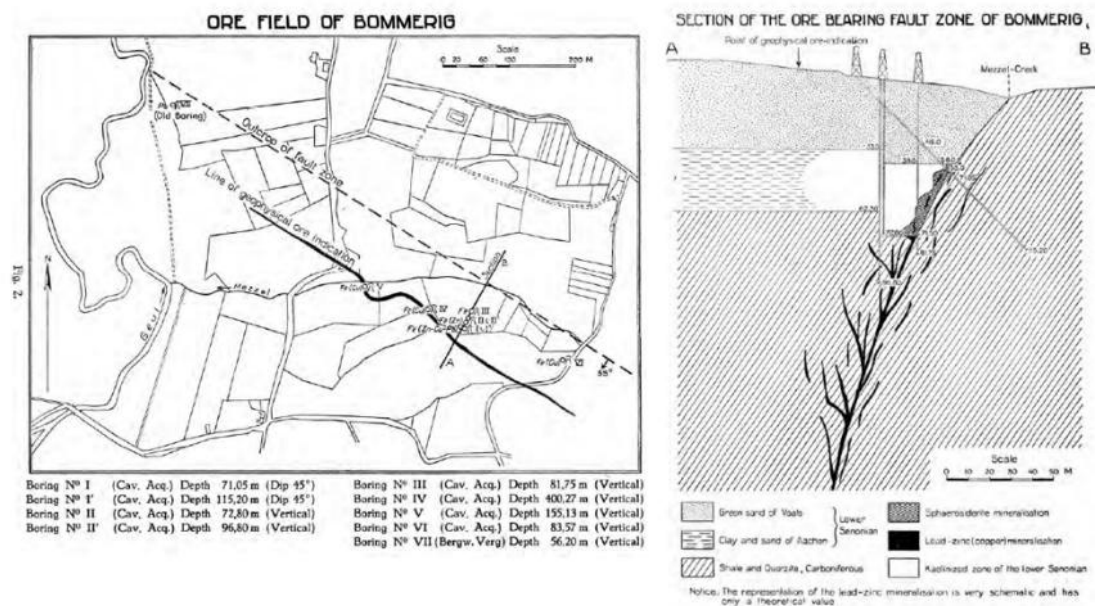 ORE FIELD OF BOMMERIG
Scale
Outcrop of fault zone
(Old Boring)
Line of geophysical ore indication
Fig. 2.
N
Mezzel
Geul
B
A
55°
Boring Nº I (Cav. Acq.) Depth 71,05 m (Dip 45°)
Boring Nº I' (Cav. Acq.) Depth 115,20 m (Dip 45°)
Boring Nº II (Cav. Acq.) Depth 72,80 m (Vertical)
Boring Nº II' (Cav. Acq.) Depth 96,80 m (Vertical)
Boring Nº III (Cav. Acq.) Depth 81,75 m (Vertical)
Boring Nº IV (Cav. Acq.) Depth 400,27 m (Vertical)
Boring Nº V (Cav. Acq.) Depth 155,13 m (Vertical)
Boring Nº VI (Cav. Acq.) Depth 83,57 m (Vertical)
Boring Nº VII (Bergw. Verg) Depth 56,20 m (Vertical)
SECTION OF THE ORE BEARING FAULT ZONE OF BOMMERIG
A
Point of geophysical ore-indication
B
Mezzel-Creek
Scale
0 10 20 30 40 50 M
Green sand of Vaals
Clay and sand of Aachen
Lower Senonian
Shale and Quarzite, Carboniferous
Sphaerosiderite mineralisation
Lead-zinc (copper) mineralisation
Kaolinized zone of the lower Senonian
Notice. The representation of the lead-zinc mineralisation is very schematic and has
only a theoretical value